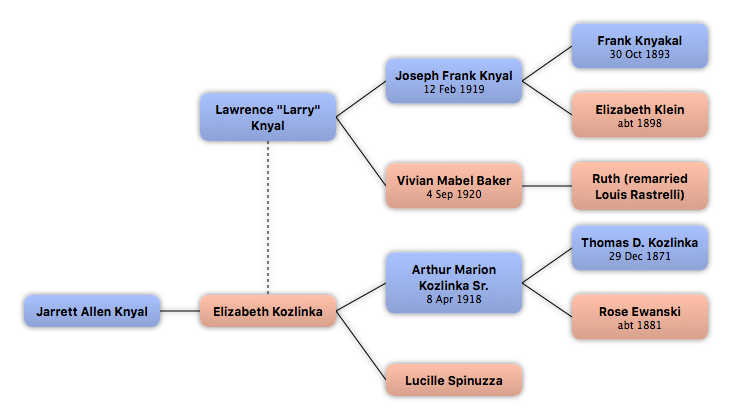 Frank Knyakal
30 Oct 1893
Joseph Frank Knyal
12 Feb 1919
Elizabeth Klein
abt 1898
Lawrence "Larry"
Knyal
Vivian Mabel Baker
4 Sep 1920
Ruth (remarried
Louis Rastrelli)
Thomas D. Kozlinka
29 Dec 1871
Arthur Marion
Kozlinka Sr.
8 Apr 1918
Rose Ewanski
abt 1881
Jarrett Allen Knyal
Elizabeth Kozlinka
Lucille Spinuzza